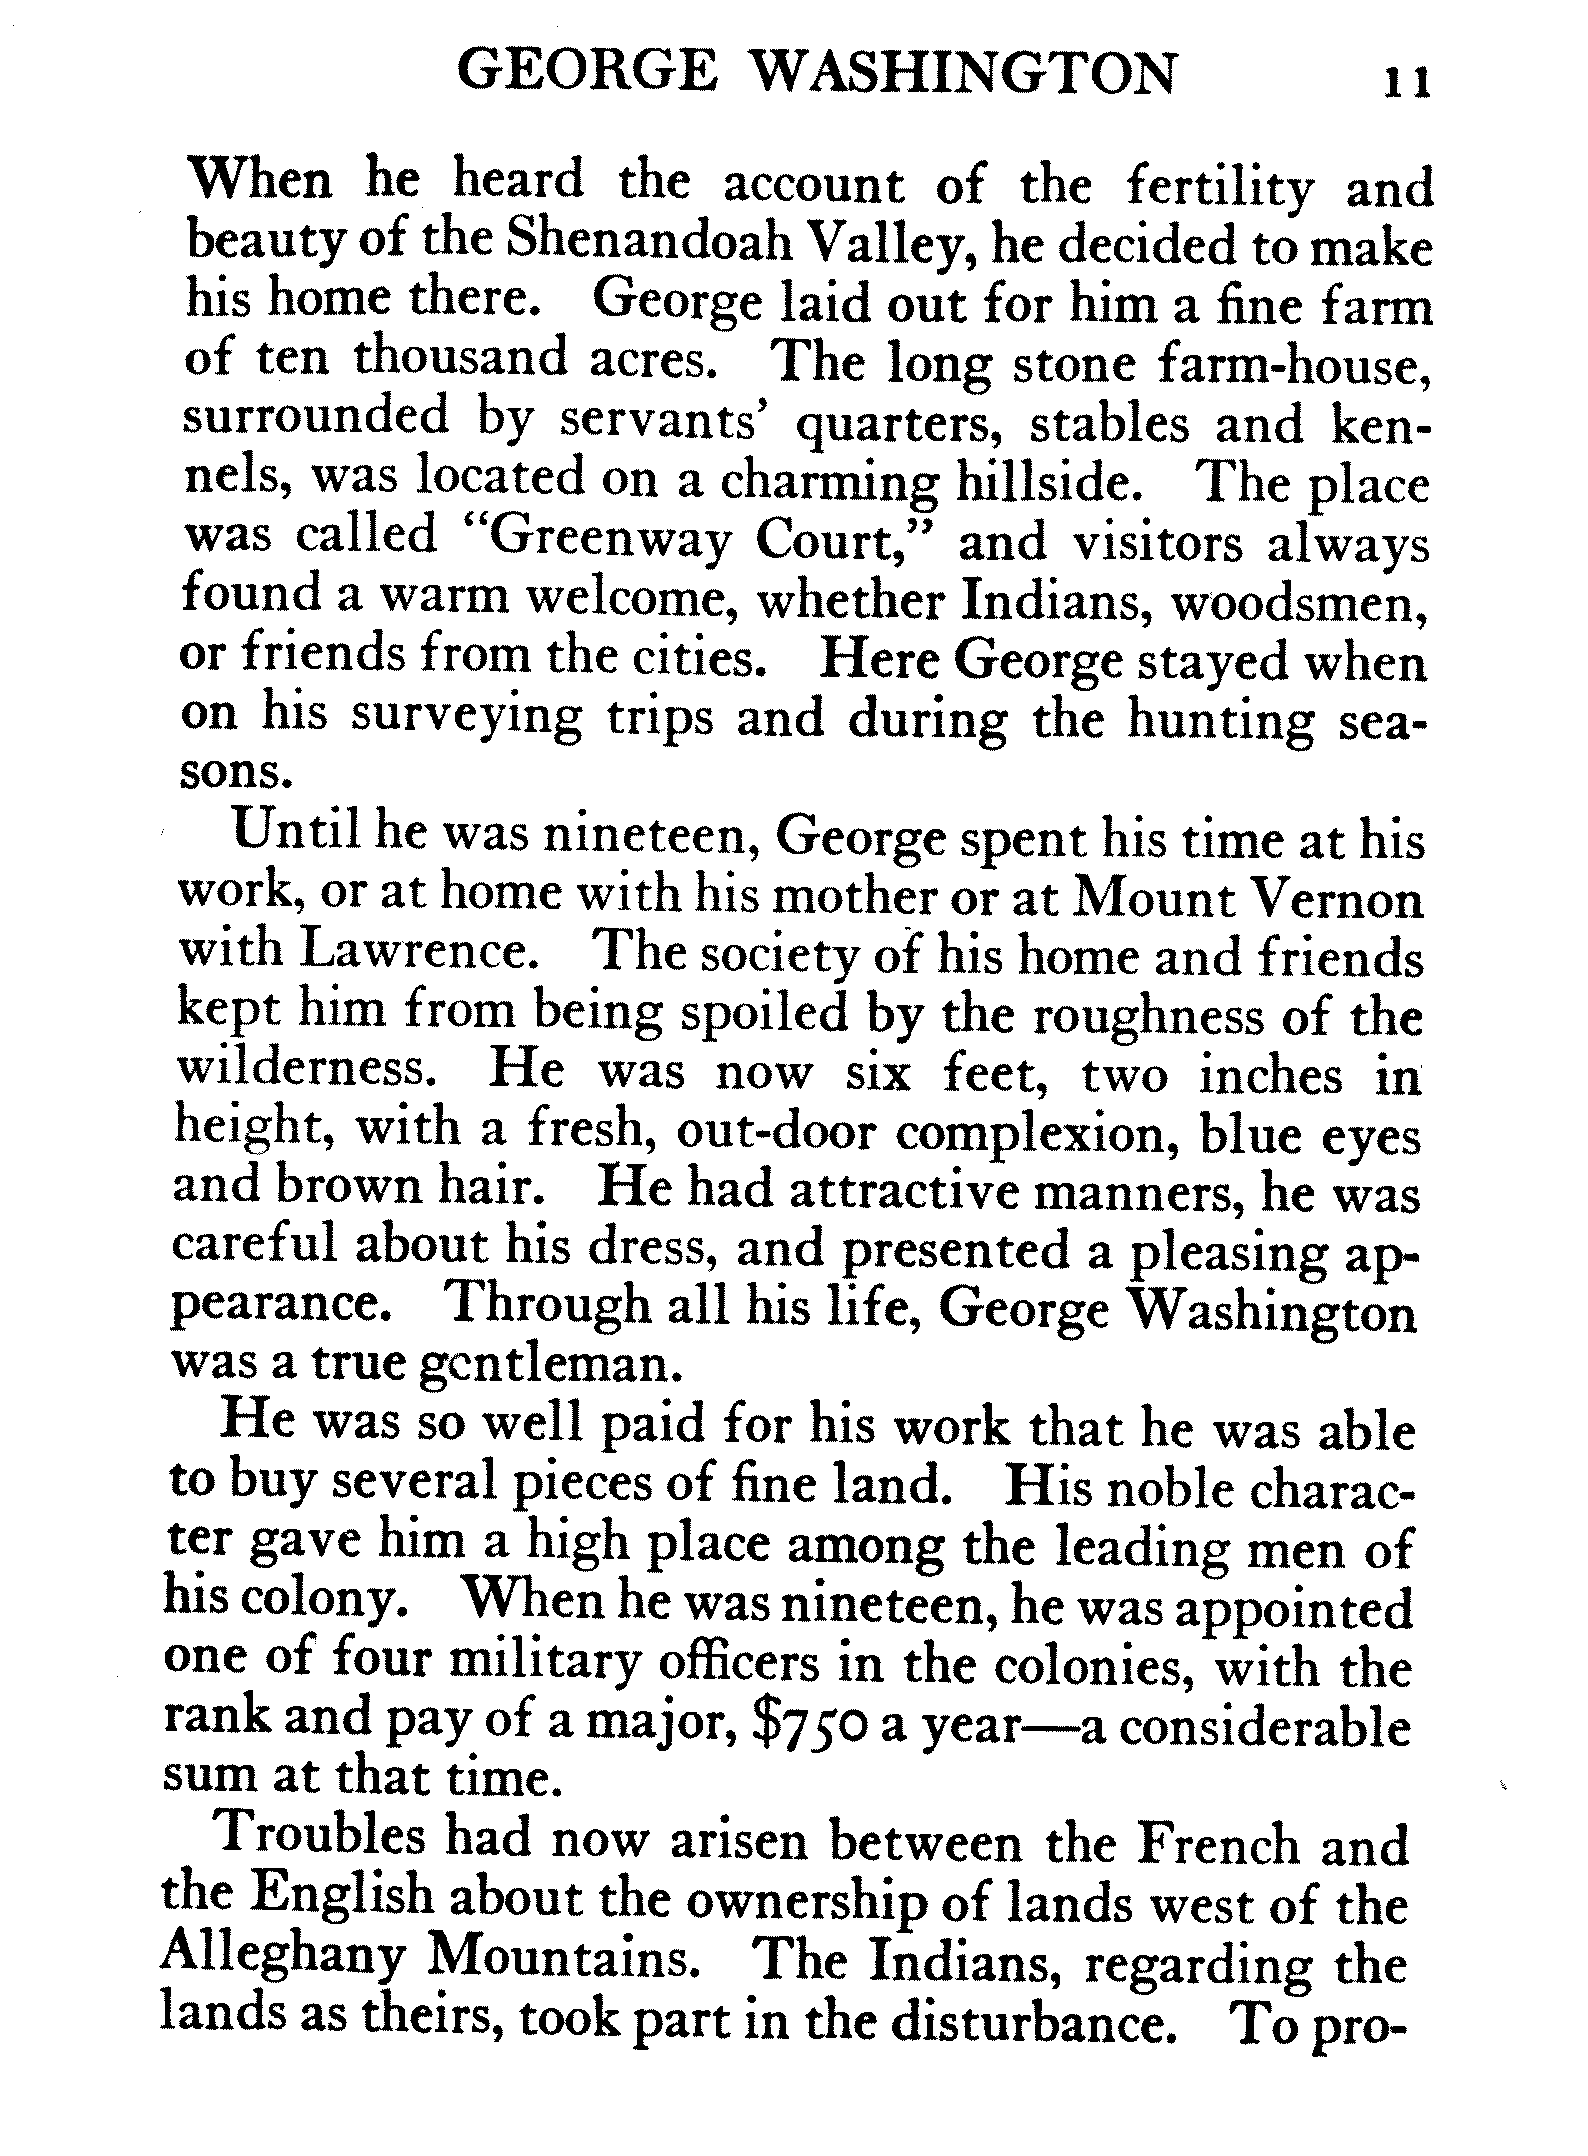 GEORGE WASHINGTON 11
When he heard the account of the fertility and
beauty of the Shenandoah Valley, he decided to make
his home there. George laid out for him a fine farm
of ten thousand acres. The long stone farm-house,
surrounded by servants' quarters, stables and ken-
nels, was located on a charming hillside. The place
was called "Greenway Court," and visitors always
found a warm welcome, whether Indians, woodsmen,
or friends from the cities. Here George stayed when
on his surveying trips and during the hunting sea-
sons.
Until he was nineteen, George spent his time at his
work, or at home with his mother or at Mount Vernon
with Lawrence. The society of his home and friends
kept him from being spoiled by the roughness of the
wilderness. He was now six feet, two inches in
height, with a fresh, out-door complexion, blue eyes
and brown hair. He had attractive manners, he was
careful about his dress, and presented a pleasing ap-
pearance. Through all his life, George Washington
was a true gentleman.
He was so well paid for his work that he was able
to buy several pieces of fine land. His noble charac-
ter gave him a high place among the leading men of
his colony. When he was nineteen, he was appointed
one of four military officers in the colonies, with the
rank and pay of a major, $750 a year—a considerable
sum at that time.
Troubles had now arisen between the French and
the English about the ownership of lands west of the
Alleghany Mountains. The Indians, regarding the
lands as theirs, took part in the disturbance. To pro-